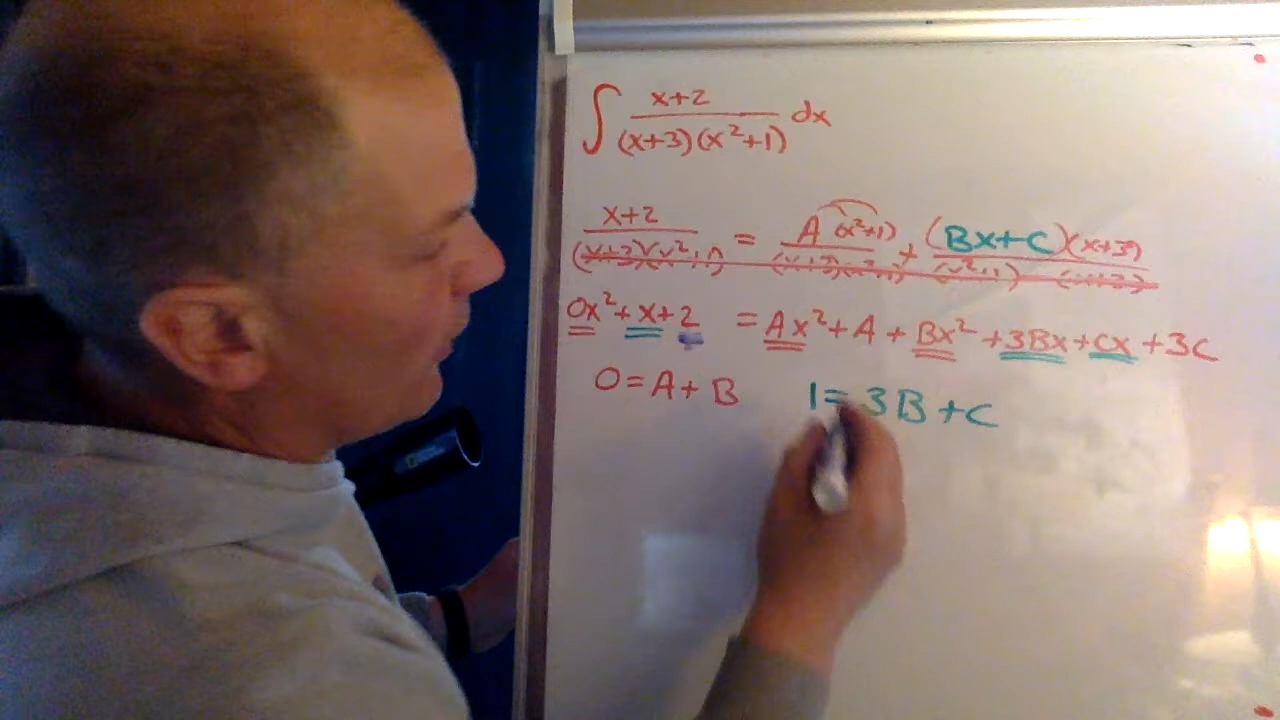 ∫ x+2 / (x+3)(x²+1) dx
x+2 / (x+3)(x²+1) = A (x²+1) / (x+3)(x²+1) + (Bx+C)(x+3) / (x²+1) (x+3)
0x² + x + 2 = Ax² + A + Bx² + 3Bx + Cx + 3C
0 = A + B 1 = 3B + C